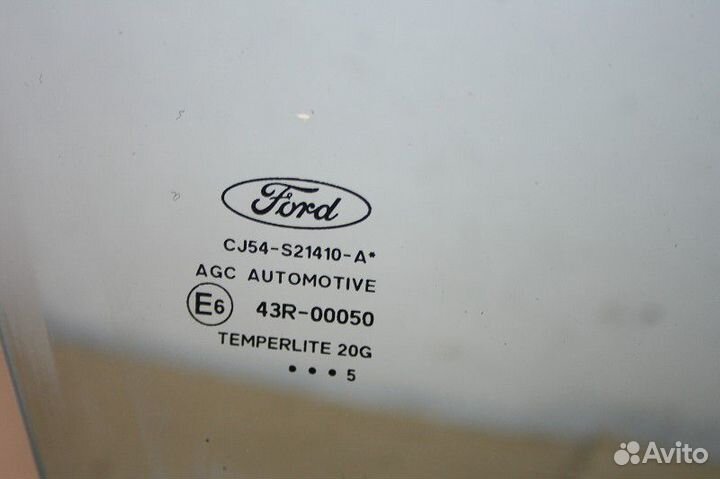 Ford
CJ54-S21410-A*
AGC AUTOMOTIVE
E6 43R-00050
TEMPERLITE 20G
• • • 5
Avito